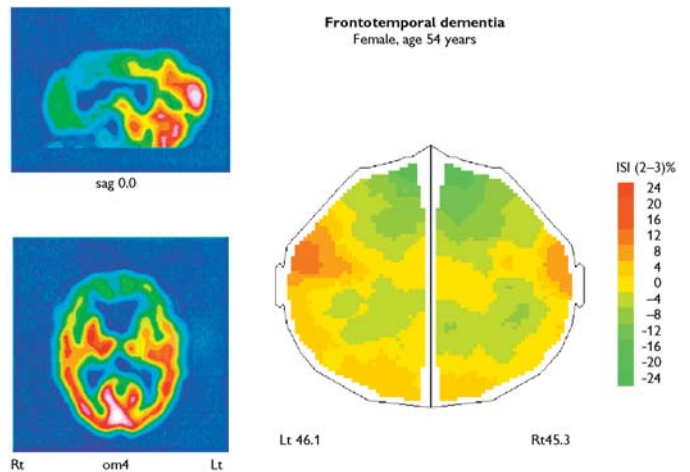 Frontotemporal dementia
Female, age 54 years
sag 0.0
ISI (2–3)%
24
20
16
12
8
4
0
−4
−8
−12
−16
−20
−24
Rt om4 Lt
Lt 46.1 Rt45.3